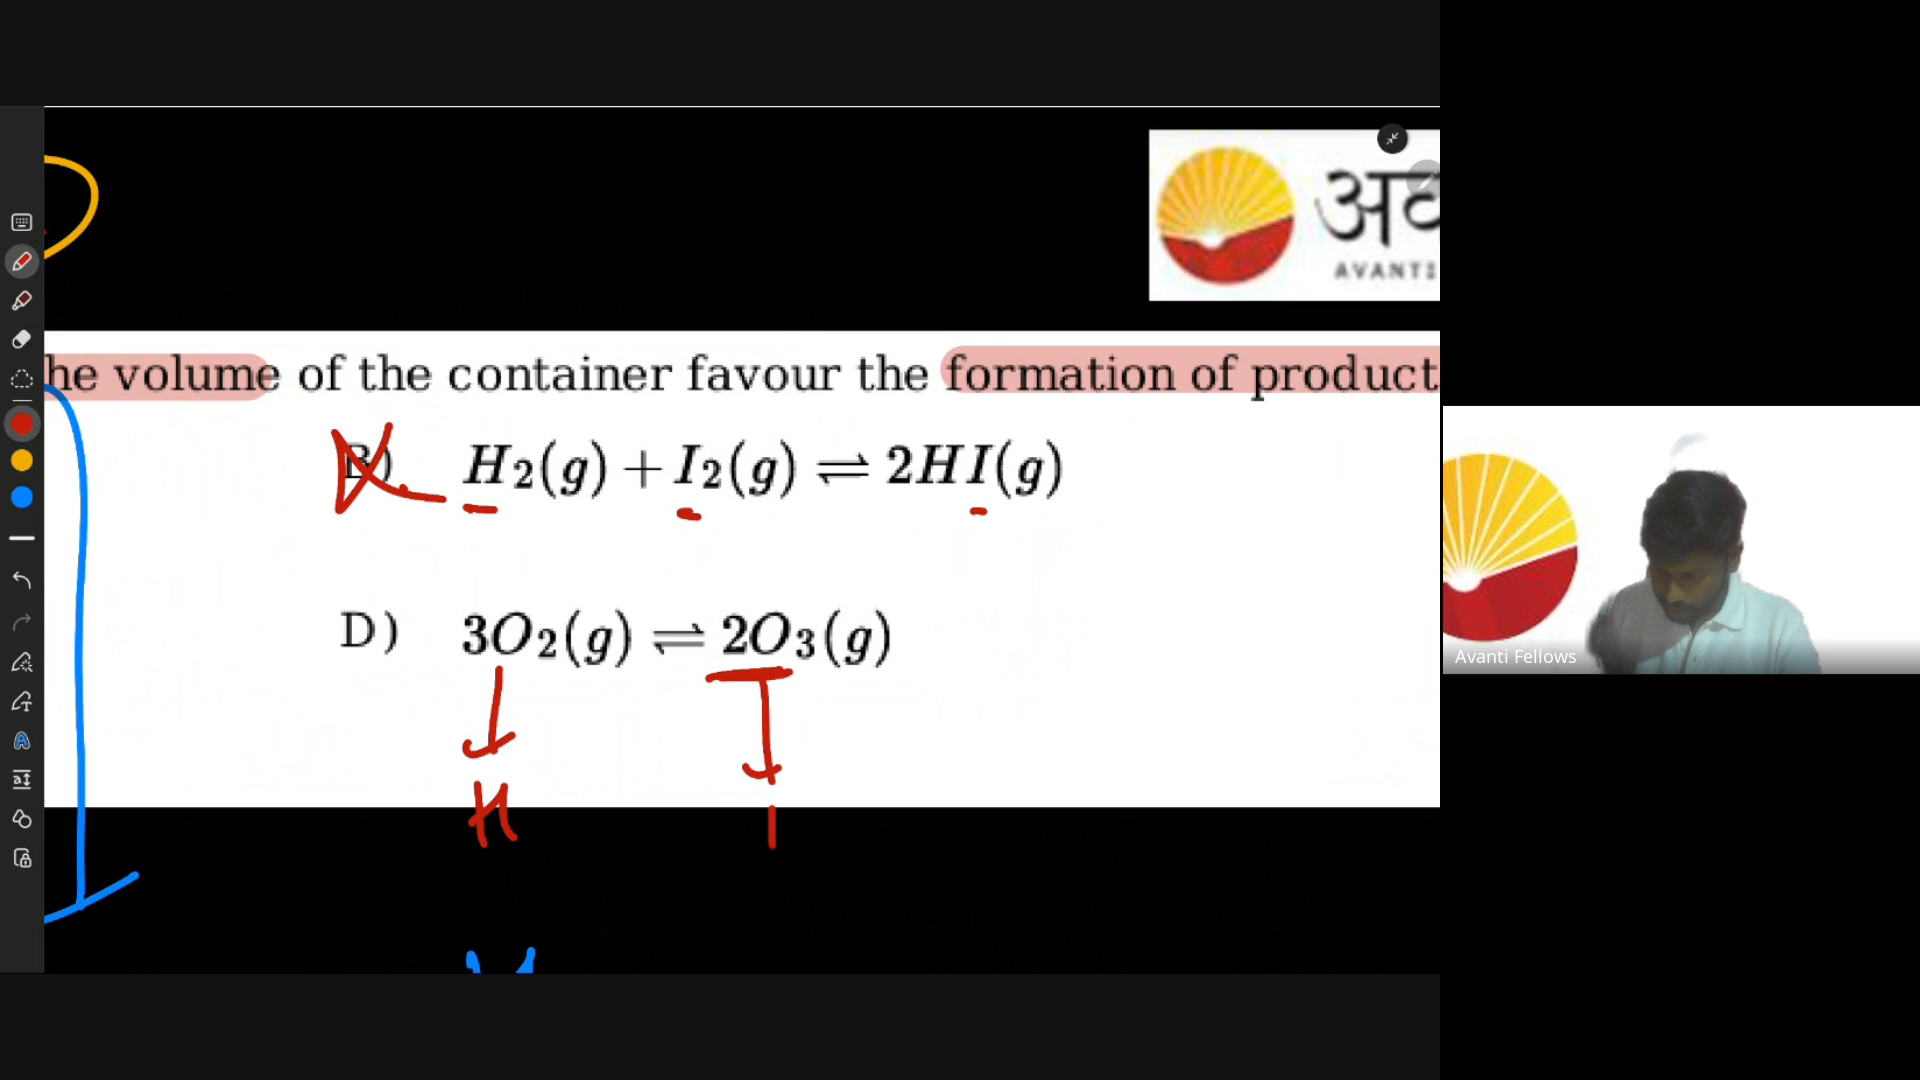 अव
AVANTI
he volume of the container favour the formation of product
B) H2(g) + I2(g) ⇌ 2HI(g)
D) 3O2(g) ⇌ 2O3(g)
Avanti Fellows